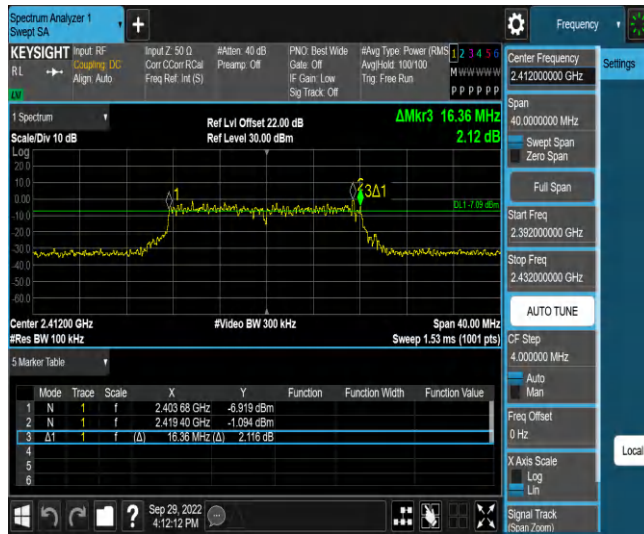 Spectrum Analyzer 1
Swept SA
Frequency
KEYSIGHT Input: RF Input Z: 50 Ω #Atten: 40 dB PNO: Best Wide #Avg Type: Power (RMS 1 2 3 4 5 6
RL Coupling: DC Corr CCorr RCal Preamp: Off Gate: Off Avg|Hold: 100/100 M W W W W W
Align: Auto Freq Ref: Int (S) IF Gain: Low Trig: Free Run P P P P P P
Sig Track: Off
LNI
1 Spectrum
Scale/Div 10 dB
Ref Lvl Offset 22.00 dB
Ref Level 30.00 dBm
ΔMkr3 16.36 MHz
2.12 dB
Log
20.0
10.0
0.00
-10.0
-20.0
-30.0
-40.0
-50.0
-60.0
1
2
3Δ1
DL1 -7.09 dBm
Center 2.41200 GHz #Video BW 300 kHz Span 40.00 MHz
#Res BW 100 kHz Sweep 1.53 ms (1001 pts)
5 Marker Table
Mode Trace Scale X Y Function Function Width Function Value
1 N 1 f 2.403 68 GHz -6.919 dBm
2 N 1 f 2.419 40 GHz -1.094 dBm
3 Δ1 1 f (Δ) 16.36 MHz (Δ) 2.116 dB
4
5
6
Sep 29, 2022
4:12:12 PM
Center Frequency
2.412000000 GHz
Span
40.0000000 MHz
Swept Span
Zero Span
Full Span
Start Freq
2.392000000 GHz
Stop Freq
2.432000000 GHz
AUTO TUNE
CF Step
4.000000 MHz
Auto
Man
Freq Offset
0 Hz
X Axis Scale
Log
Lin
Signal Track
(Span Zoom)
Settings
Local